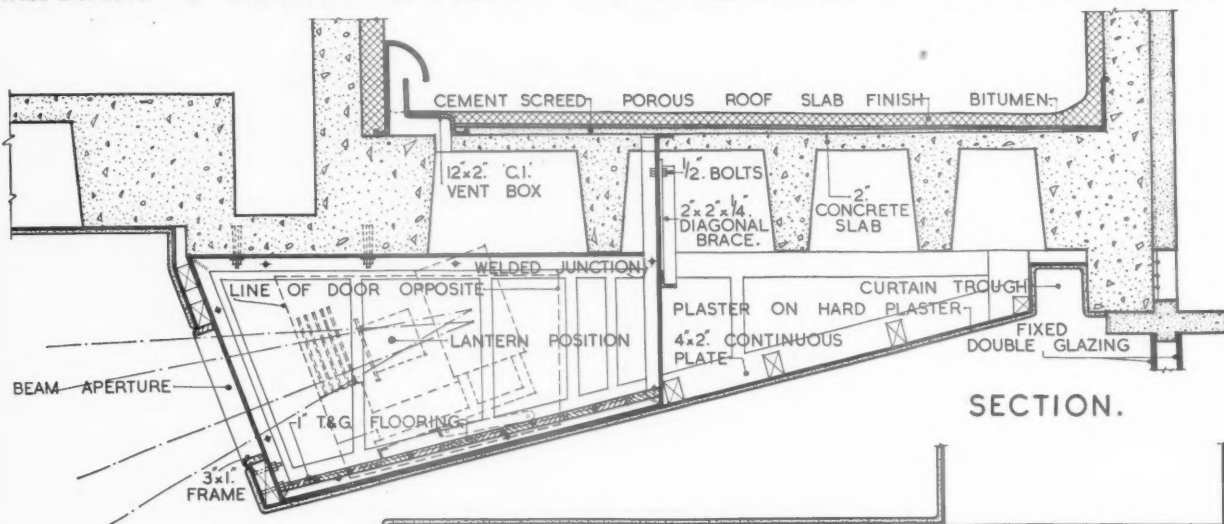 CEMENT SCREED POROUS ROOF SLAB FINISH BITUMEN
12"x2" C.I.
VENT BOX
1/2" BOLTS
2"x2"x1/4"
DIAGONAL
BRACE.
2"
CONCRETE
SLAB
WELDED JUNCTION
LINE OF DOOR OPPOSITE
CURTAIN TROUGH
PLASTER ON HARD PLASTER
LANTERN POSITION
4"x2" CONTINUOUS
PLATE
FIXED
DOUBLE GLAZING
BEAM APERTURE
1" T.&G. FLOORING
3"x1"
FRAME
SECTION.